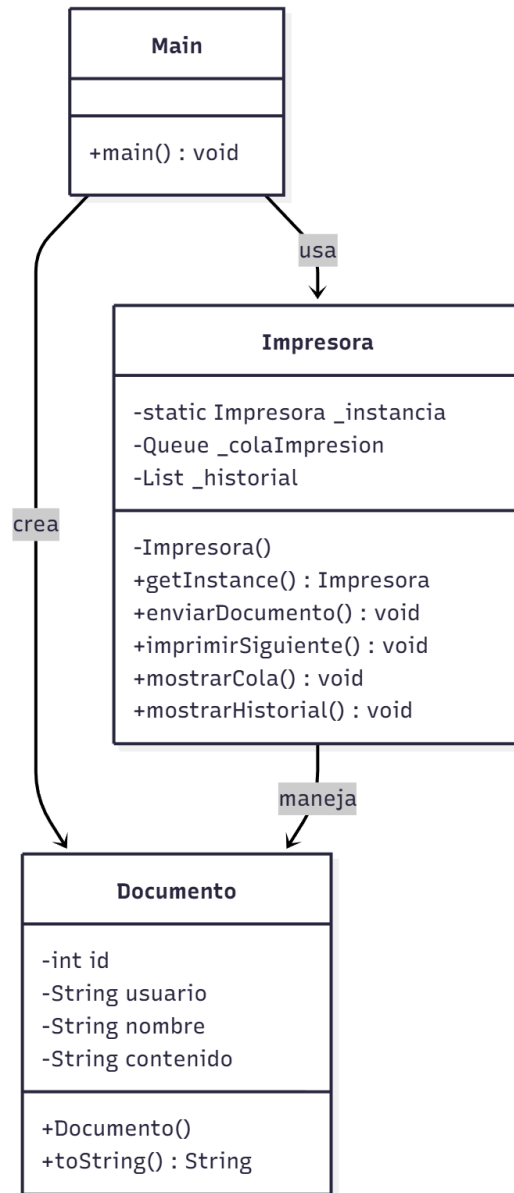 Main
+main() : void
usa
Impresora
-static Impresora _instancia
-Queue _colaImpresion
-List _historial
-Impresora()
+getInstance() : Impresora
+enviarDocumento() : void
+imprimirSiguiente() : void
+mostrarCola() : void
+mostrarHistorial() : void
crea
maneja
Documento
-int id
-String usuario
-String nombre
-String contenido
+Documento()
+toString() : String